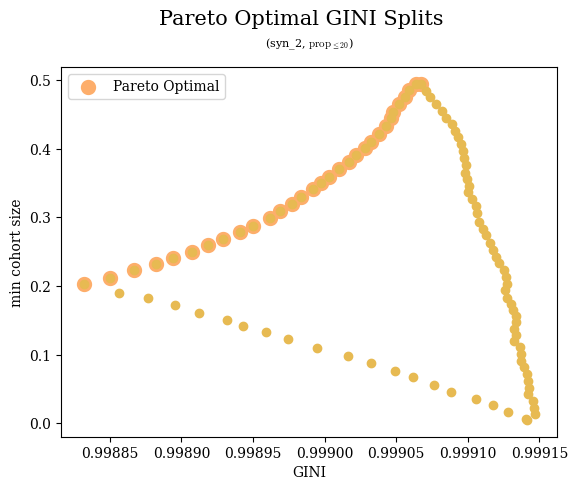 Pareto Optimal GINI Splits
(syn_2, prop≤20)
Pareto Optimal
0.5
0.4
0.3
0.2
0.1
0.0
min cohort size
0.99885 0.99890 0.99895 0.99900 0.99905 0.99910 0.99915
GINI